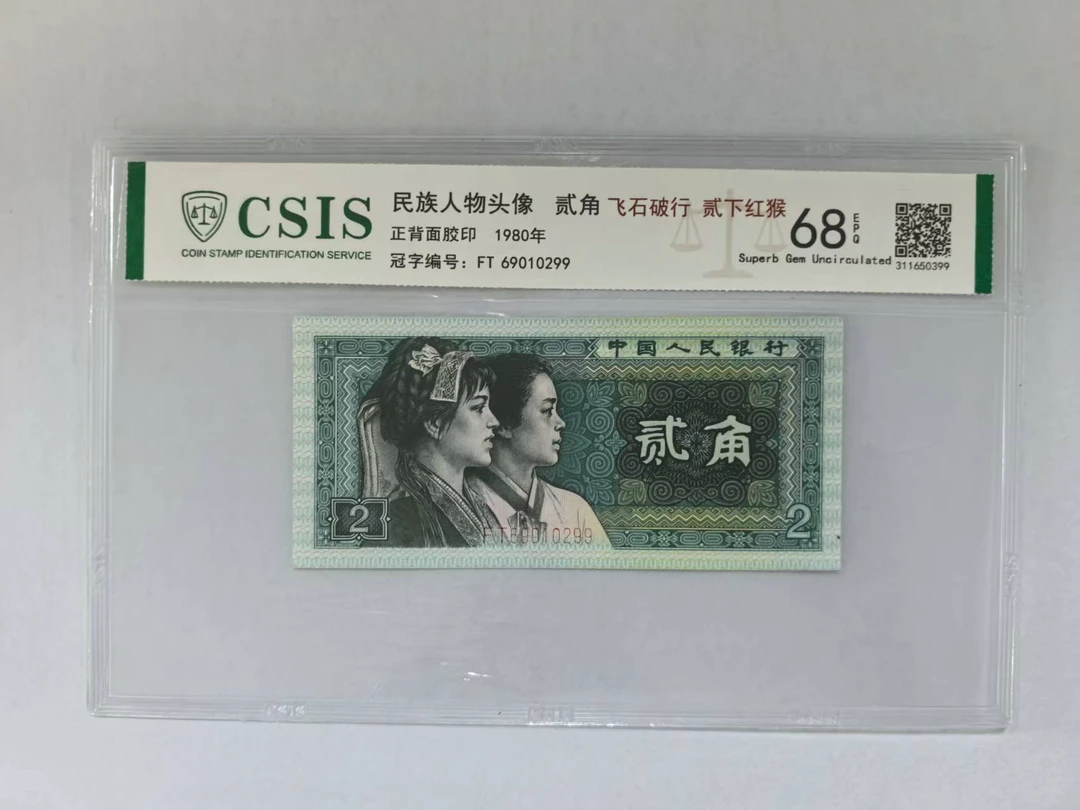 CSIS
COIN STAMP IDENTIFICATION SERVICE
民族人物头像 贰角 飞石破行 贰下红猴
正背面胶印 1980年
冠字编号: FT 69010299
68
EPQ
Superb Gem Uncirculated
311650399
中国人民银行
贰角
2
2
FT69010299
CSIS